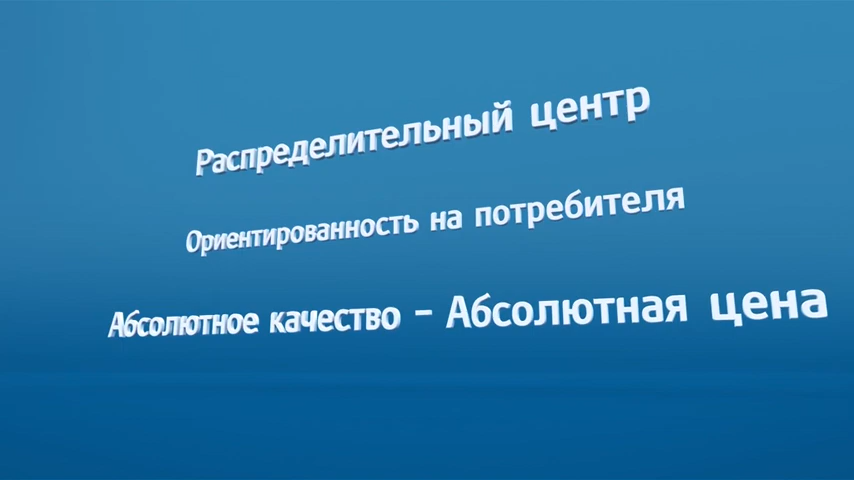 Распределительный центр
Ориентированность на потребителя
Абсолютное качество – Абсолютная цена